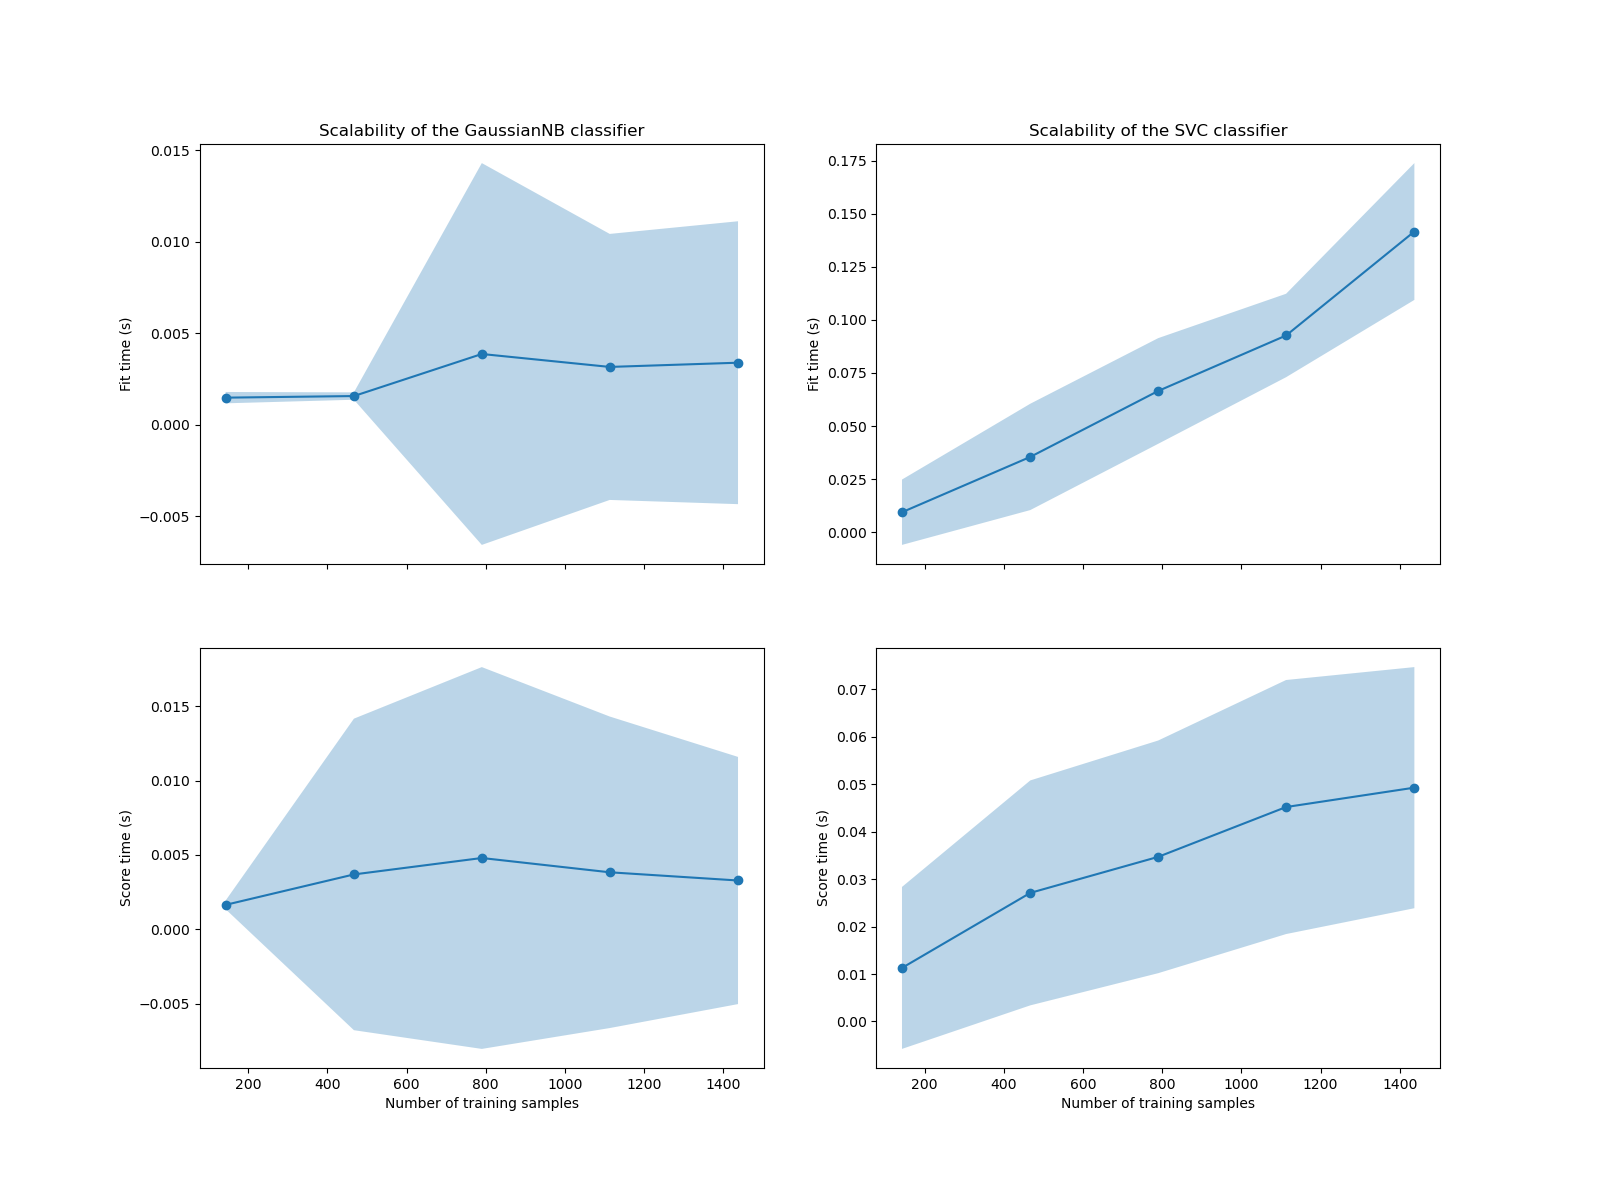 Scalability of the GaussianNB classifier
0.015
0.010
0.005
0.000
−0.005
Fit time (s)
Scalability of the SVC classifier
0.175
0.150
0.125
0.100
0.075
0.050
0.025
0.000
Fit time (s)
0.015
0.010
0.005
0.000
−0.005
Score time (s)
200 400 600 800 1000 1200 1400
Number of training samples
0.07
0.06
0.05
0.04
0.03
0.02
0.01
0.00
Score time (s)
200 400 600 800 1000 1200 1400
Number of training samples